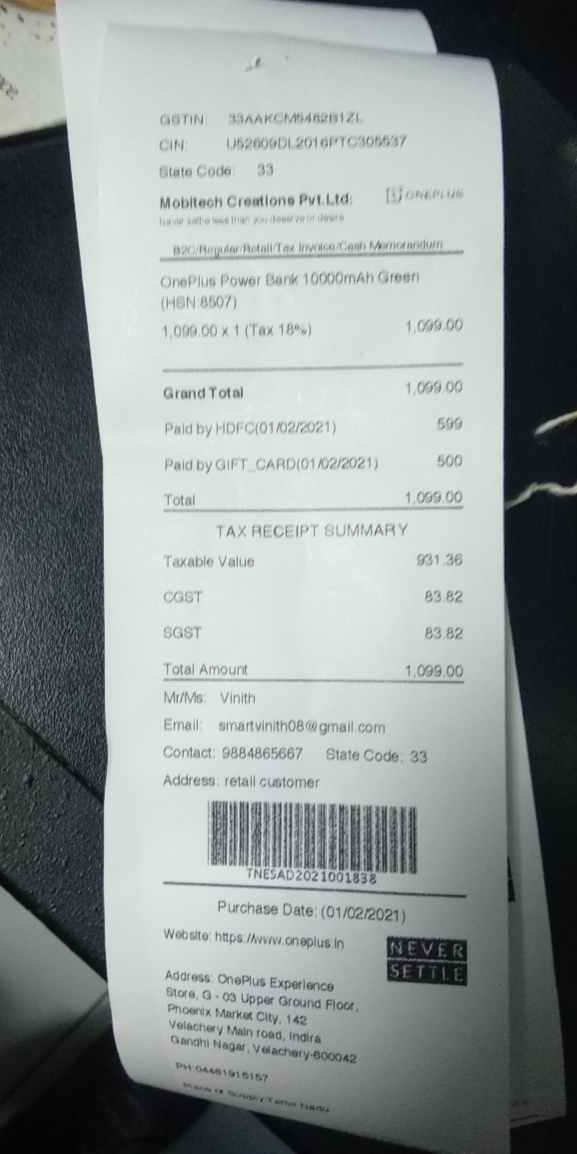 GSTIN: 33AAKCM5482B1ZL
CIN: U52609DL2016PTC305537
State Code: 33
Mobitech Creations Pvt.Ltd: ONEPLUS
Never settle less than you deserve or desire
B2C/Regular/Retail/Tax Invoice/Cash Memorandum
OnePlus Power Bank 10000mAh Green
(HSN:8507)
1,099.00 x 1 (Tax 18%) 1,099.00
Grand Total 1,099.00
Paid by HDFC(01/02/2021) 599
Paid by GIFT_CARD(01/02/2021) 500
Total 1,099.00
TAX RECEIPT SUMMARY
Taxable Value 931.36
CGST 83.82
SGST 83.82
Total Amount 1,099.00
Mr/Ms: Vinith
Email: smartvinith08@gmail.com
Contact: 9884865667 State Code: 33
Address: retail customer
TNESAD2021001838
Purchase Date: (01/02/2021)
Website: https://www.oneplus.in
NEVER
SETTLE
Address: OnePlus Experience
Store, G - 03 Upper Ground Floor,
Phoenix Market City, 142
Velachery Main road, Indira
Gandhi Nagar, Velachery-600042
PH:04461915157
Place of Supply:Tamil Nadu